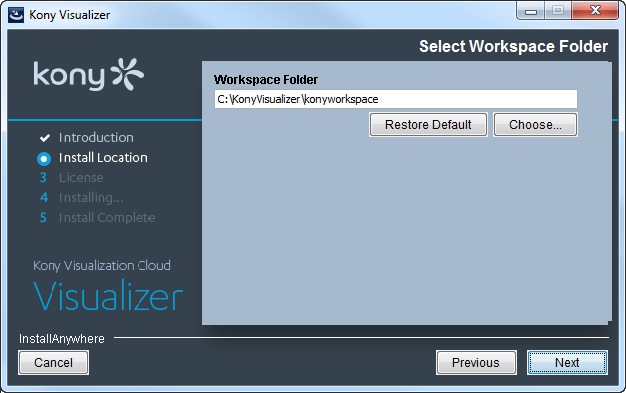 Kony Visualizer
Select Workspace Folder
kony
Workspace Folder
C:\KonyVisualizer\konyworkspace
Restore Default
Choose...
Introduction
Install Location
3 License
4 Installing...
5 Install Complete
Kony Visualization Cloud
Visualizer
InstallAnywhere
Cancel
Previous
Next